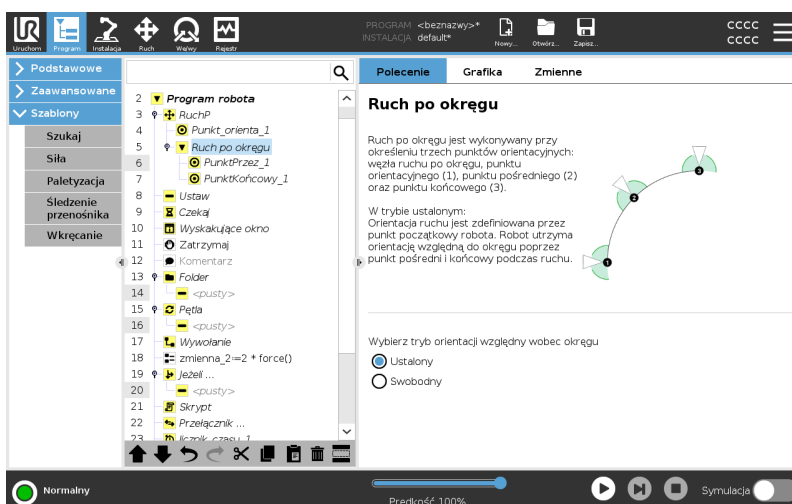 PROGRAM <beznazwy>*
INSTALACJA default*
Uruchom
Program
Instalacja
Ruch
We/wy
Rejestr
Nowy...
Otwórz...
Zapisz...
CCCC
CCCC
Podstawowe
Zaawansowane
Szablony
Szukaj
Siła
Paletyzacja
Śledzenie
przenośnika
Wkręcanie
2 Program robota
3 RuchP
4 Punkt_orienta_1
5 Ruch po okręgu
6 PunktPrzez_1
7 PunktKońcowy_1
8 Ustaw
9 Czekaj
10 Wyskakujące okno
11 Zatrzymaj
12 Komentarz
13 Folder
14 <pusty>
15 Pętla
16 <pusty>
17 Wywołanie
18 zmienna_2:=2 * force()
19 Jeżeli ...
20 <pusty>
21 Skrypt
22 Przełącznik ...
23 licznik_czasu_1
Polecenie
Grafika
Zmienne
Ruch po okręgu
Ruch po okręgu jest wykonywany przy
określeniu trzech punktów orientacyjnych:
węzła ruchu po okręgu, punktu
orientacyjnego (1), punktu pośredniego (2)
oraz punktu końcowego (3).
W trybie ustalonym:
Orientacja ruchu jest zdefiniowana przez
punkt początkowy robota. Robot utrzyma
orientację względną do okręgu poprzez
punkt pośredni i końcowy podczas ruchu.
1
2
3
Wybierz tryb orientacji względny wobec okręgu
Ustalony
Swobodny
Normalny
Prędkość 100%
Symulacja